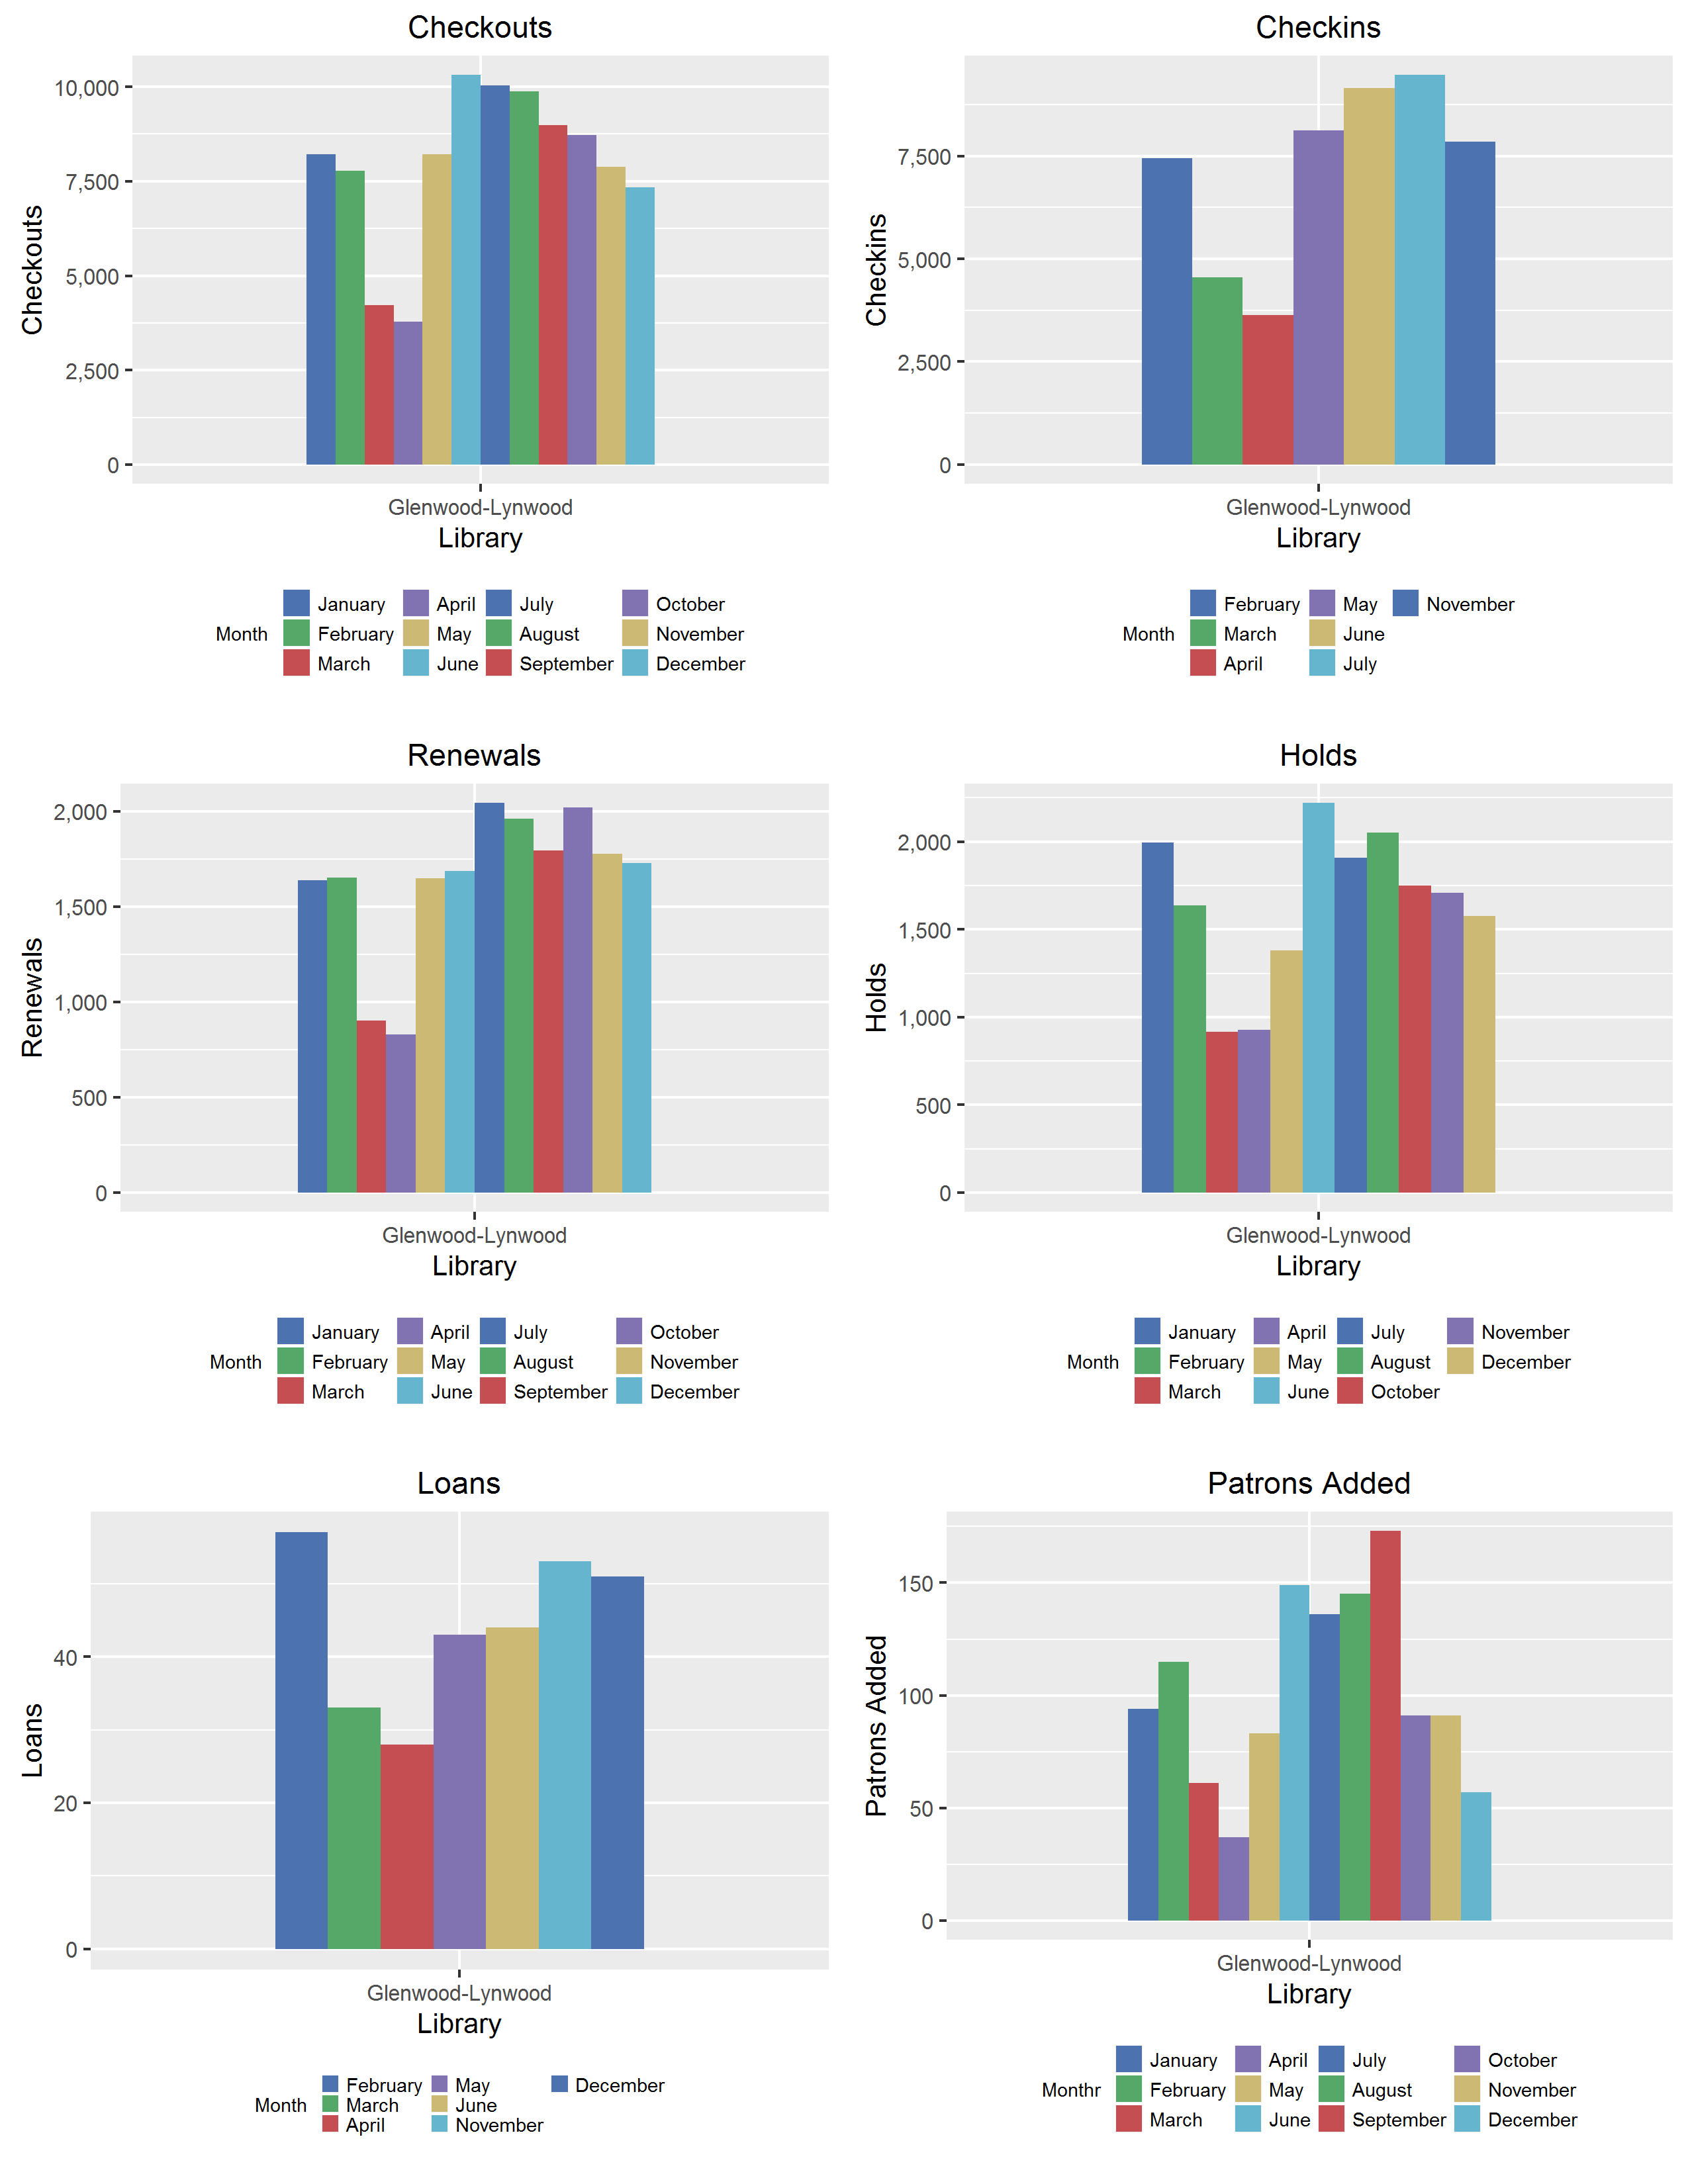 Checkouts
10,000
7,500
5,000
2,500
0
Checkouts
Glenwood-Lynwood
Library
Month
January April July October
February May August November
March June September December
Checkins
7,500
5,000
2,500
0
Checkins
Glenwood-Lynwood
Library
Month
February May November
March June
April July
Renewals
2,000
1,500
1,000
500
0
Renewals
Glenwood-Lynwood
Library
Month
January April July October
February May August November
March June September December
Holds
2,000
1,500
1,000
500
0
Holds
Glenwood-Lynwood
Library
Month
January April July November
February May August December
March June October
Loans
40
20
0
Loans
Glenwood-Lynwood
Library
Month
February May December
March June
April November
Patrons Added
150
100
50
0
Patrons Added
Glenwood-Lynwood
Library
Monthr
January April July October
February May August November
March June September December